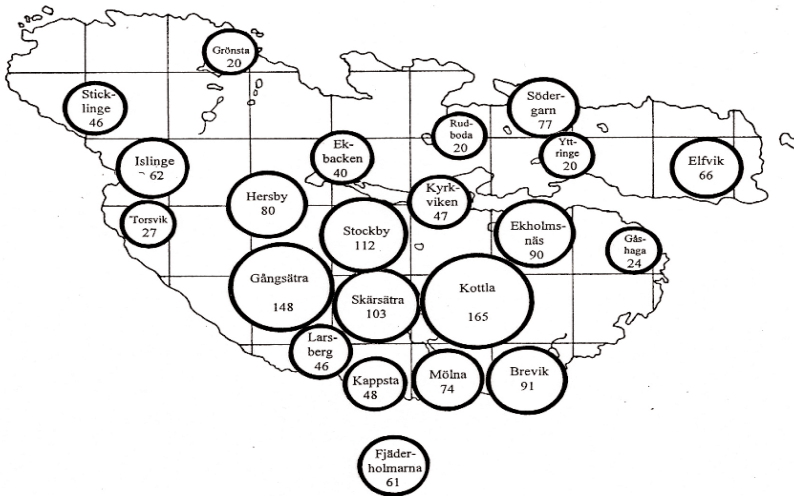 Grönsta
20
Stick-
linge
46
Söder-
garn
77
Rud-
boda
20
Ek-
backen
40
Ytt-
ringe
20
Islinge
62
Elfvik
66
Hersby
80
Kyrk-
viken
47
Torsvik
27
Stockby
112
Ekholms-
näs
90
Gås-
haga
24
Gångsätra
148
Skärsätra
103
Kottla
165
Lars-
berg
46
Kappsta
48
Mölna
74
Brevik
91
Fjäder-
holmarna
61